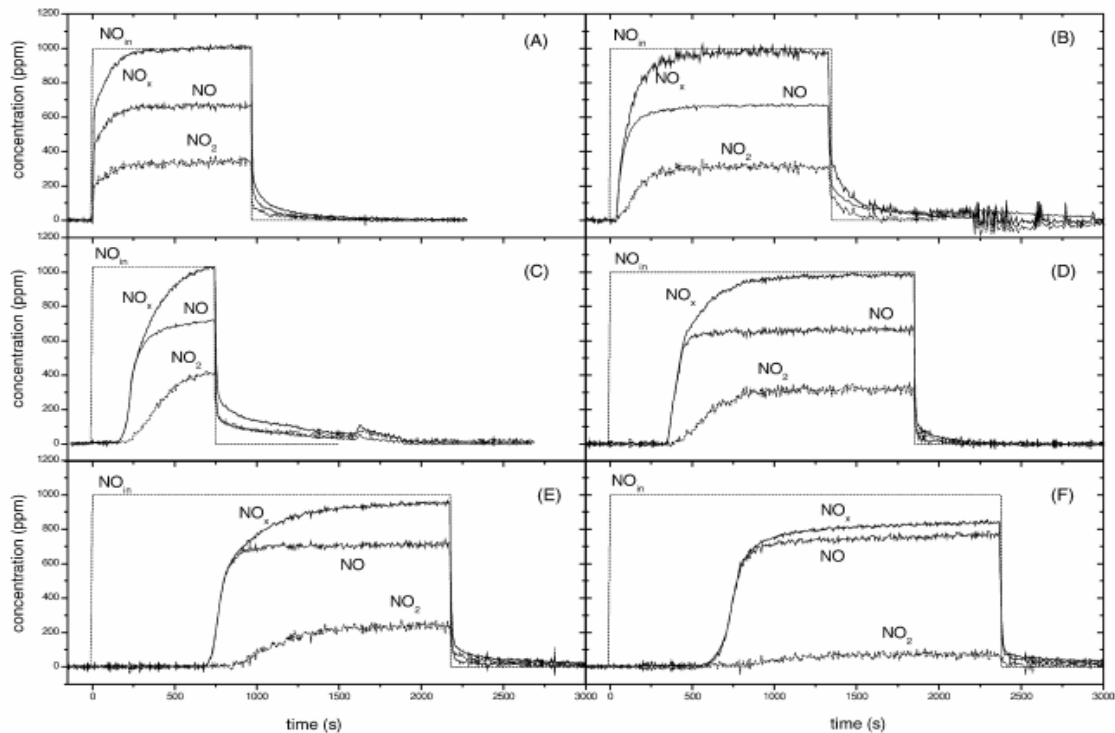 1200
1000
800
600
400
200
0
concentration (ppm)
NO_in
NO_x
NO
NO_2
(A)
NO_in
NO_x
NO
NO_2
(B)
1200
1000
800
600
400
200
0
concentration (ppm)
NO_in
NO_x
NO
NO_2
(C)
NO_in
NO_x
NO
NO_2
(D)
1200
1000
800
600
400
200
0
concentration (ppm)
NO_in
NO_x
NO
NO_2
(E)
NO_in
NO_x
NO
NO_2
(F)
0 500 1000 1500 2000 2500 3000
0 500 1000 1500 2000 2500 3000
time (s)
time (s)